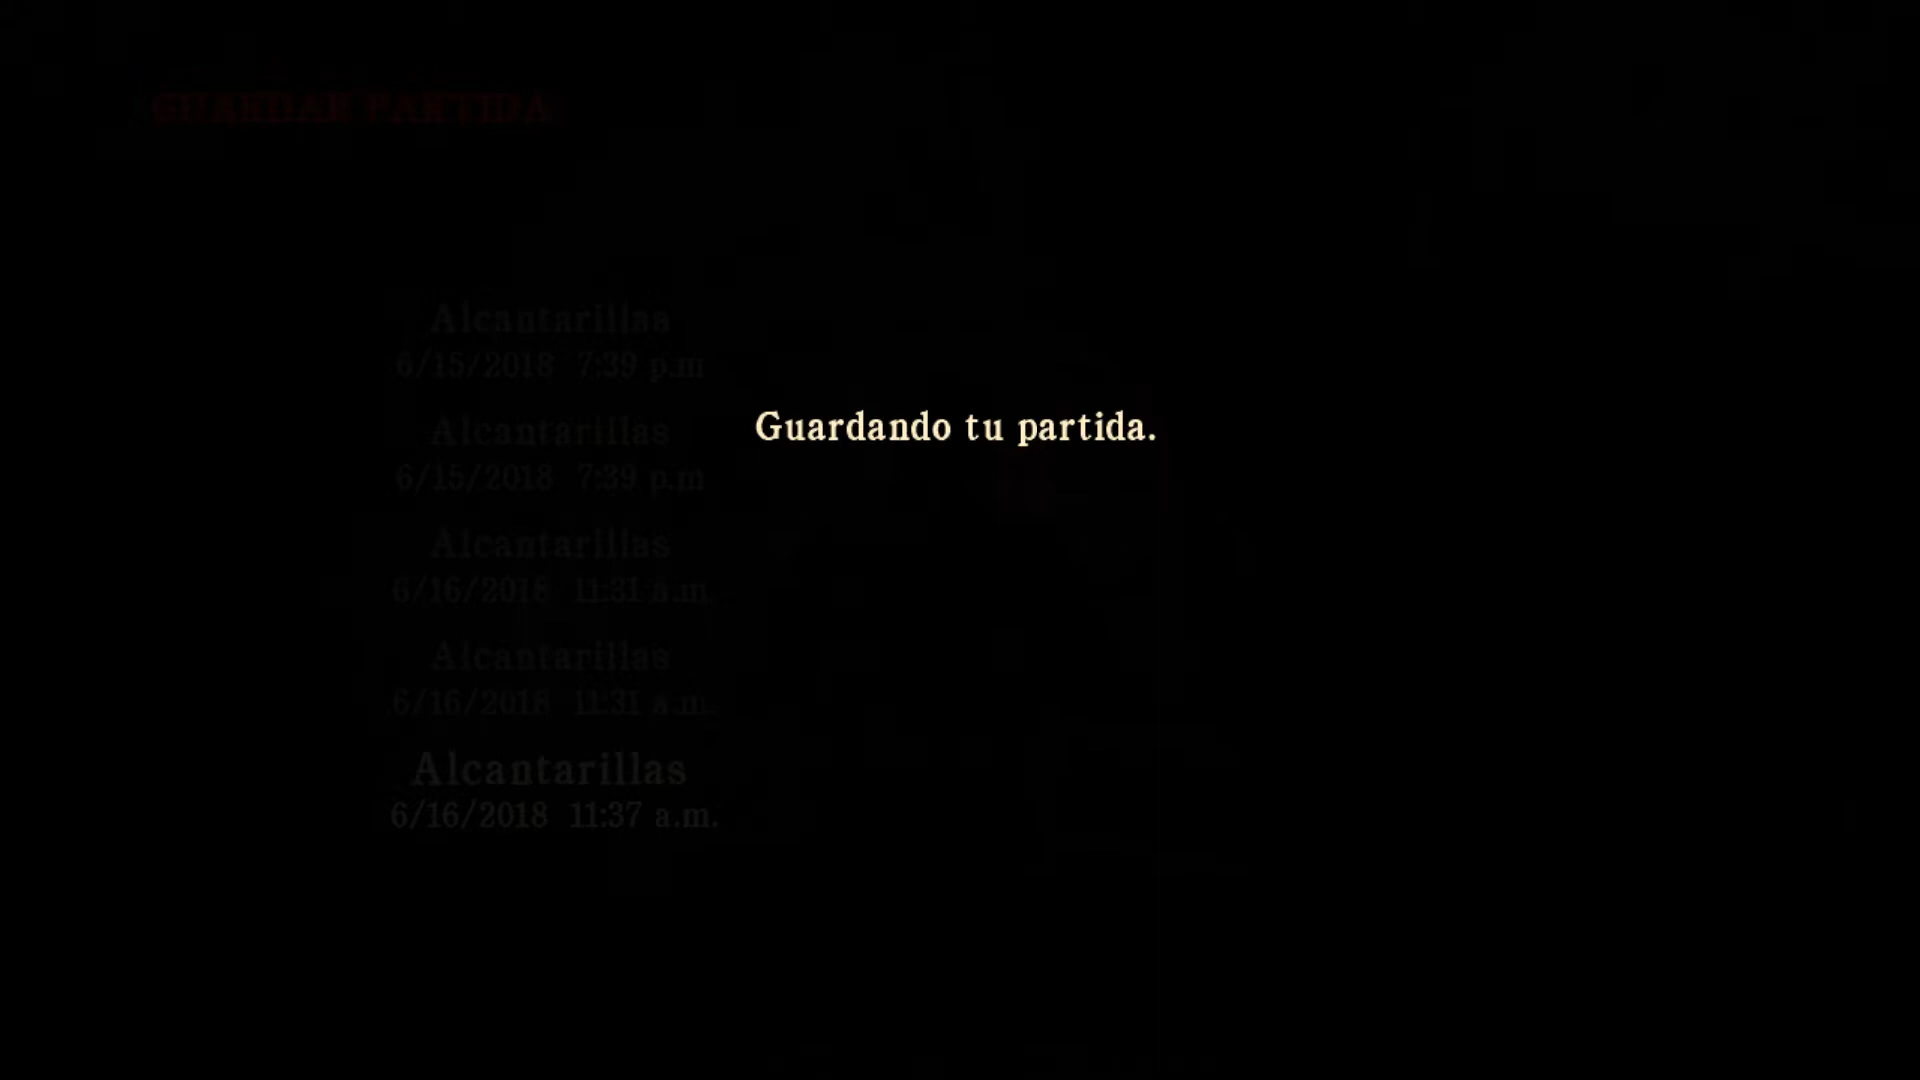 GUARDAR PARTIDA
Alcantarillas
6/15/2018 7:39 p.m
Alcantarillas
6/15/2018 7:39 p.m
Guardando tu partida.
Alcantarillas
6/16/2018 11:31 a.m.
Alcantarillas
6/16/2018 11:31 a.m.
Alcantarillas
6/16/2018 11:37 a.m.